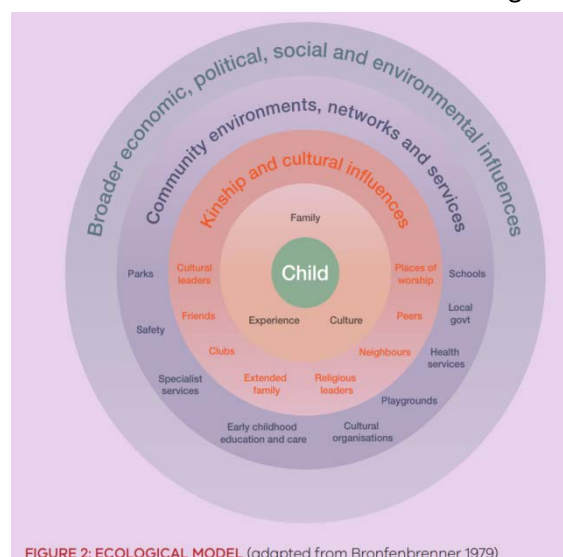 Broader economic, political, social and environmental influences
Community environments, networks and services
Kinship and cultural influences
Family
Child
Experience
Culture
Cultural
leaders
Places of
worship
Friends
Peers
Clubs
Neighbours
Extended
family
Religious
leaders
Parks
Schools
Safety
Local
govt
Health
services
Specialist
services
Playgrounds
Early childhood
education and care
Cultural
organisations
FIGURE 2: ECOLOGICAL MODEL (adapted from Bronfenbrenner 1979)